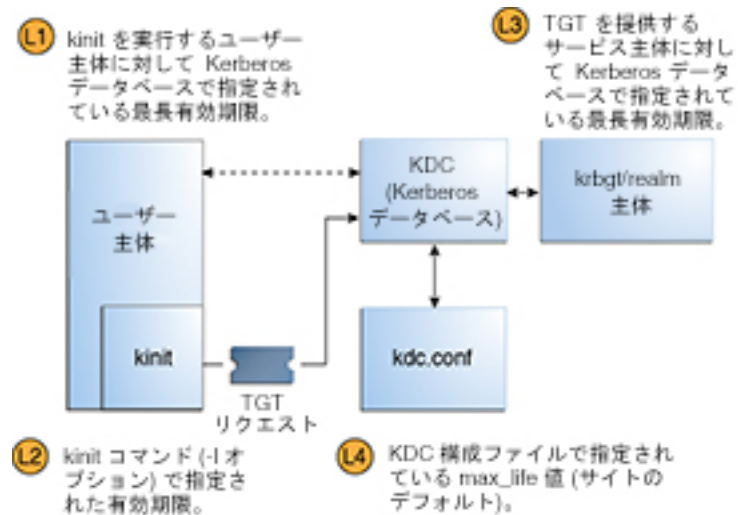 L1
kinit を実行するユーザー
主体に対して Kerberos
データベースで指定され
ている最長有効期限。
L3
TGT を提供する
サービス主体に対し
て Kerberos データ
ベースで指定されて
いる最長有効期限。
ユーザー
主体
KDC
(Kerberos
データベース)
krbgt/realm
主体
kinit
TGT
リクエスト
kdc.conf
L2
kinit コマンド (-l オ
プション) で指定さ
れた有効期限。
L4
KDC 構成ファイルで指定され
ている max_life 値 (サイトの
デフォルト)。